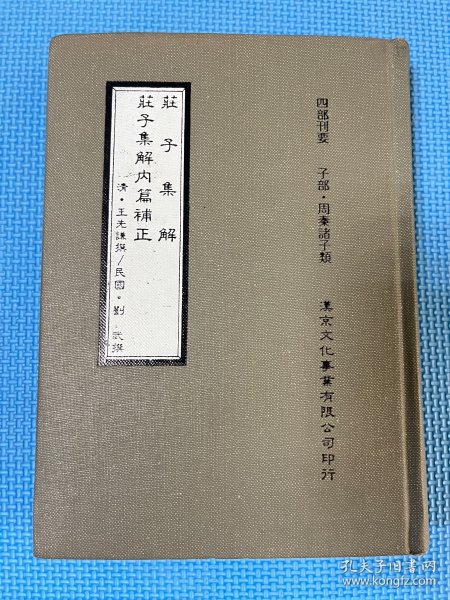 四部刊要　子部·周秦諸子類
漢京文化事業有限公司印行
莊子集解
莊子集解內篇補正
清·王先謙撰/民國·劉武撰
孔夫子旧书网
www.kongfz.com